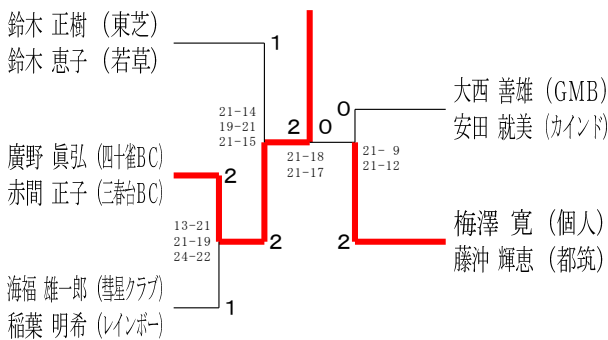 鈴木 正樹 (東芝)
鈴木 恵子 (若草)
1
21-14
19-21
21-15
2
0
21-18
21-17
0
大西 善雄 (GMB)
安田 就美 (カインド)
21- 9
21-12
廣野 眞弘 (四十雀BC)
赤間 正子 (三春台BC)
2
13-21
21-19
24-22
2
2
梅澤 寛 (個人)
藤沖 輝恵 (都筑)
海福 雄一郎 (彗星クラブ)
稲葉 明希 (レインボー)
1